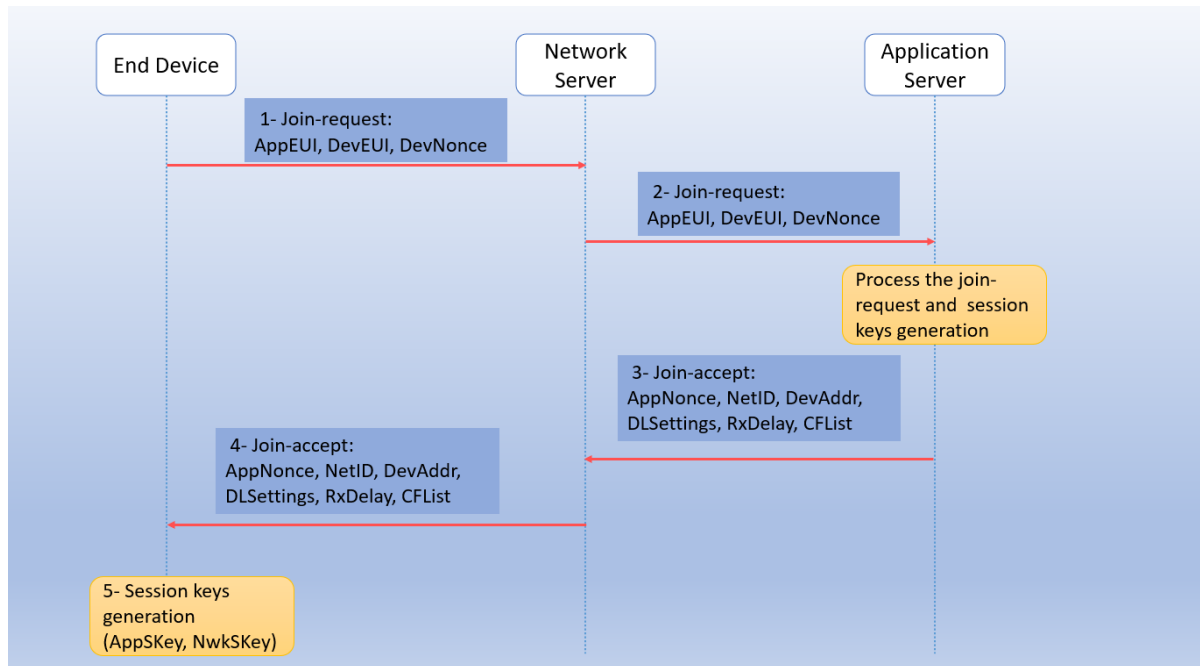 End Device
Network
Server
Application
Server
1- Join-request:
AppEUI, DevEUI, DevNonce
2- Join-request:
AppEUI, DevEUI, DevNonce
Process the join-
request and session
keys generation
3- Join-accept:
AppNonce, NetID, DevAddr,
DLSettings, RxDelay, CFList
4- Join-accept:
AppNonce, NetID, DevAddr,
DLSettings, RxDelay, CFList
5- Session keys
generation
(AppSKey, NwkSKey)